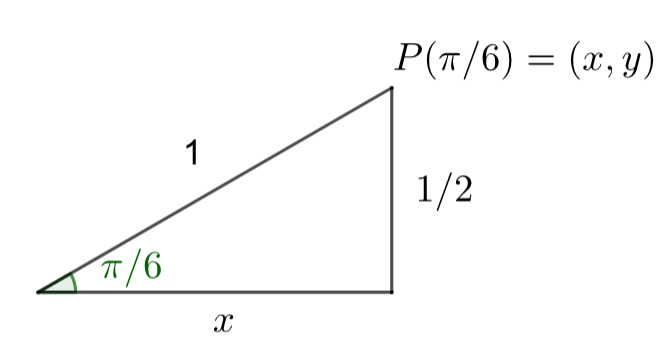 P(π/6) = (x, y)
1
1/2
π/6
x